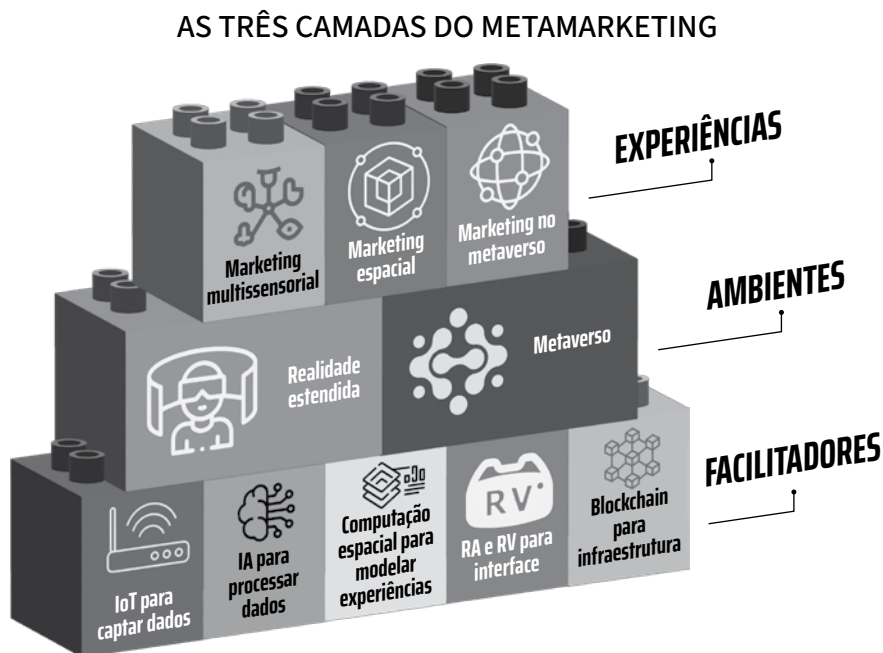 AS TRÊS CAMADAS DO METAMARKETING
EXPERIÊNCIAS
Marketing
multissensorial
Marketing
espacial
Marketing no
metaverso
AMBIENTES
Realidade
estendida
Metaverso
FACILITADORES
IoT para
captar dados
IA para
processar
dados
Computação
espacial para
modelar
experiências
RV
RA e RV para
interface
Blockchain
para
infraestrutura